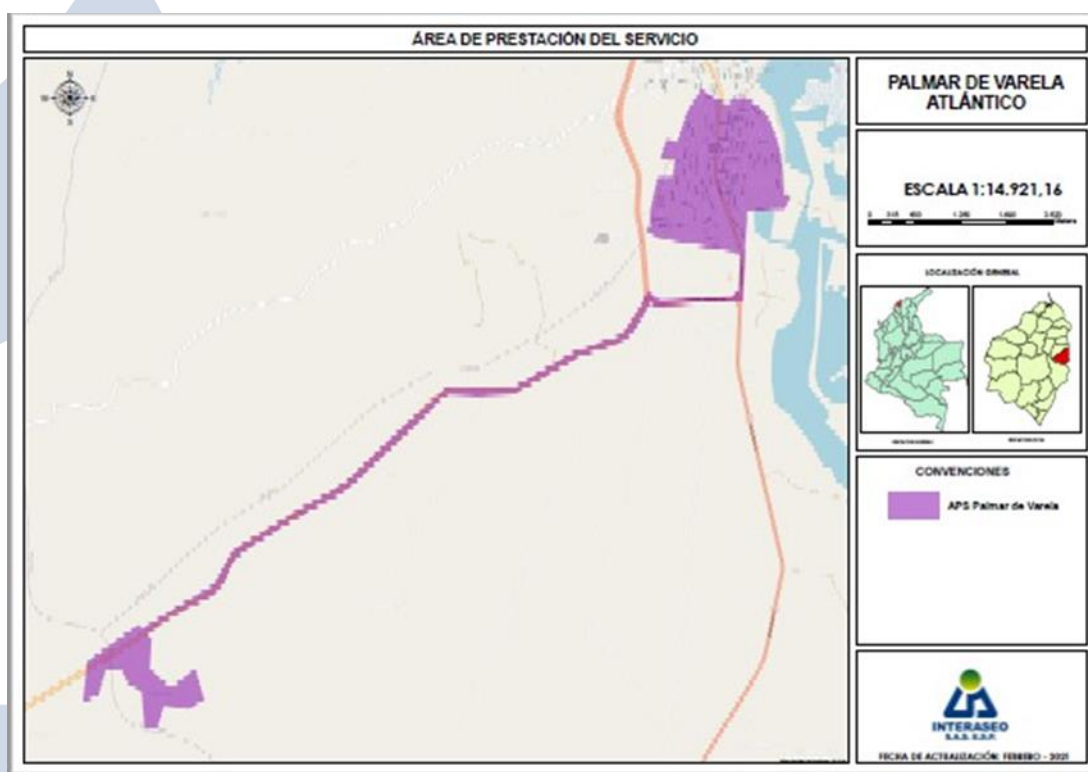 ÁREA DE PRESTACIÓN DEL SERVICIO
PALMAR DE VARELA
ATLÁNTICO
ESCALA 1:14.921,16
LOCALIZACIÓN GENERAL
CONVENCIONES
APS Palmar de Varela
INTERASEO
S.A.S. E.S.P.
FECHA DE ACTUALIZACIÓN: FEBRERO - 2021